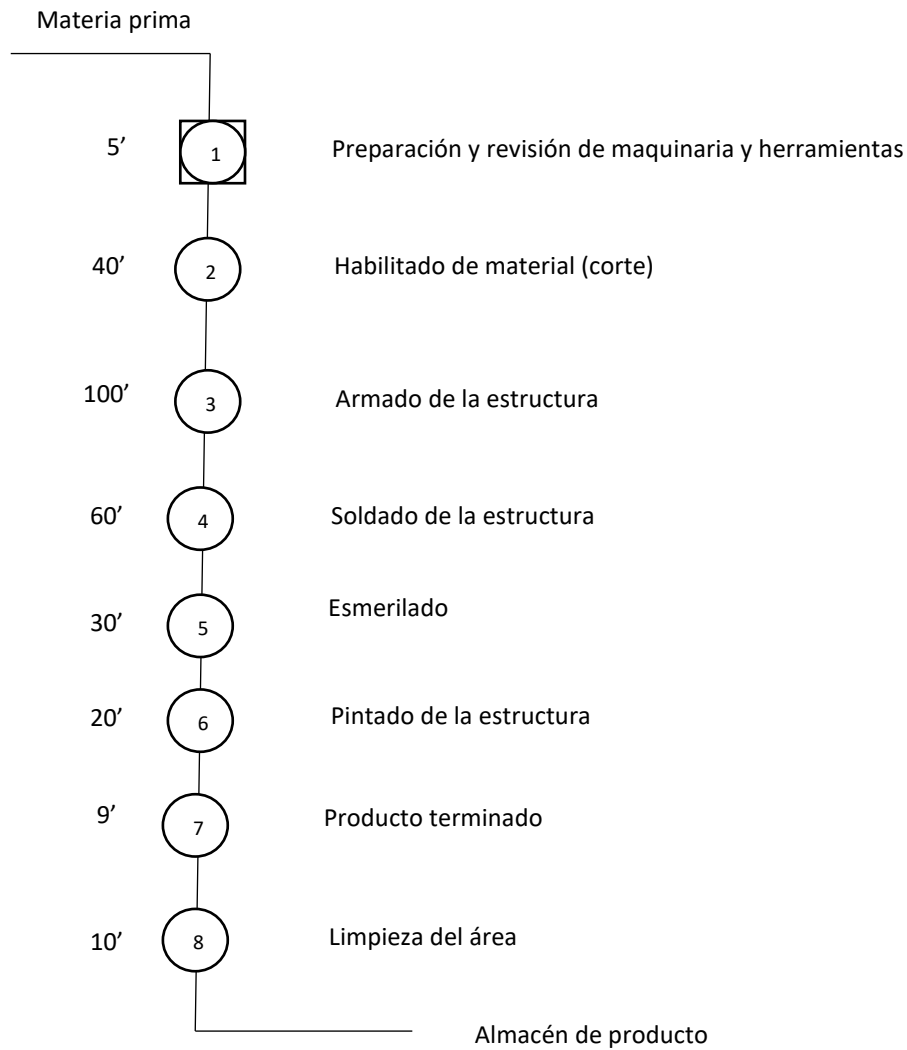 Materia prima
5’ 1 Preparación y revisión de maquinaria y herramientas
40’ 2 Habilitado de material (corte)
100’ 3 Armado de la estructura
60’ 4 Soldado de la estructura
30’ 5 Esmerilado
20’ 6 Pintado de la estructura
9’ 7 Producto terminado
10’ 8 Limpieza del área
Almacén de producto